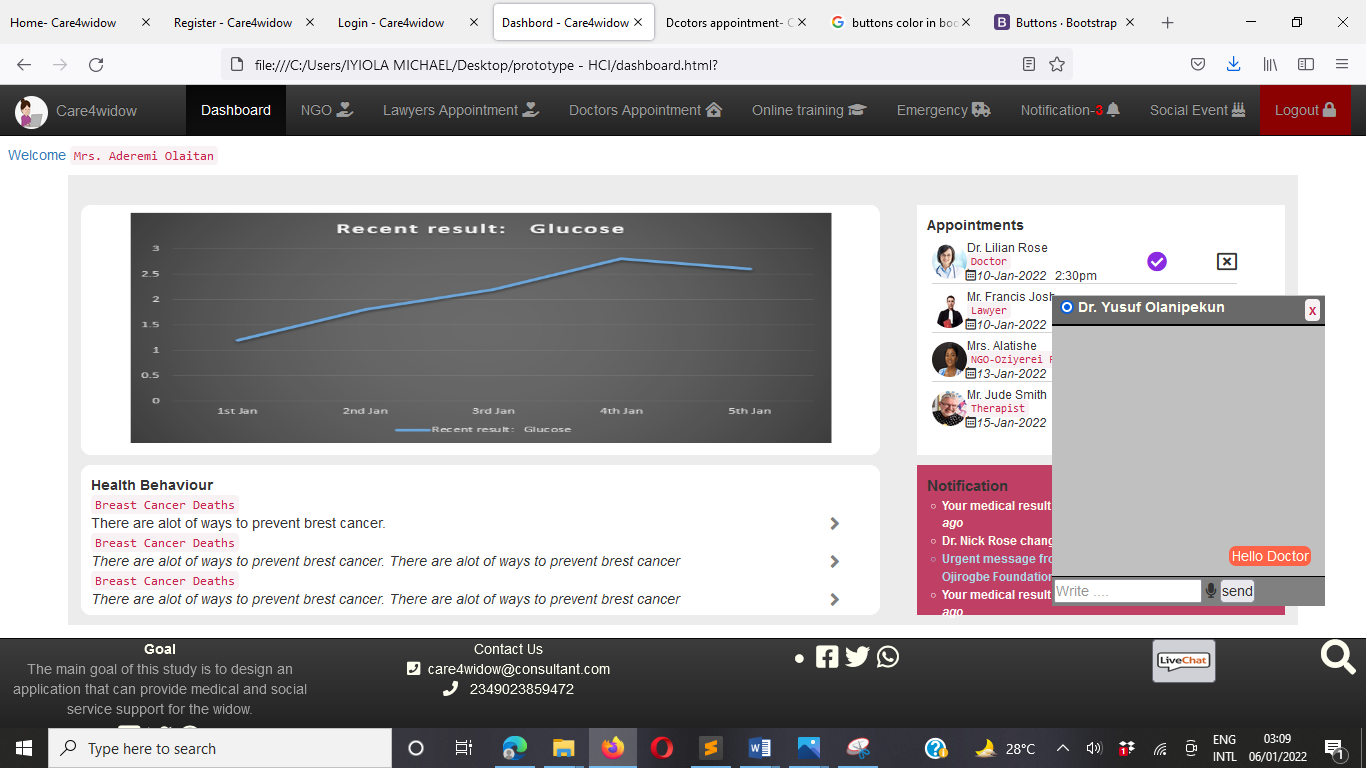 Home- Care4widow
Register - Care4widow
Login - Care4widow
Dashbord - Care4widow
Dcotors appointment- C
buttons color in boo
B Buttons · Bootstrap
file:///C:/Users/IYIOLA MICHAEL/Desktop/prototype - HCI/dashboard.html?
Care4widow
Dashboard
NGO
Lawyers Appointment
Doctors Appointment
Online training
Emergency
Notification-3
Social Event
Logout
Welcome Mrs. Aderemi Olaitan
Recent result: Glucose
3
2.5
2
1.5
1
0.5
0
1st Jan 2nd Jan 3rd Jan 4th Jan 5th Jan
Recent result: Glucose
Appointments
Dr. Lilian Rose
Doctor
10-Jan-2022 2:30pm
Mr. Francis Josh
Lawyer
10-Jan-2022
Mrs. Alatishe
NGO-Oziyerei
13-Jan-2022
Mr. Jude Smith
Therapist
15-Jan-2022
Dr. Yusuf Olanipekun
x
Hello Doctor
Write ....
send
Health Behaviour
Breast Cancer Deaths
There are alot of ways to prevent brest cancer.
Breast Cancer Deaths
There are alot of ways to prevent brest cancer. There are alot of ways to prevent brest cancer
Breast Cancer Deaths
There are alot of ways to prevent brest cancer. There are alot of ways to prevent brest cancer
Notification
Your medical result
ago
Dr. Nick Rose chang
Urgent message fro
Ojirogbe Foundation
Your medical result
ago
Goal
The main goal of this study is to design an
application that can provide medical and social
service support for the widow.
Contact Us
care4widow@consultant.com
2349023859472
LiveChat
Type here to search
28°C
ENG
INTL
03:09
06/01/2022
1